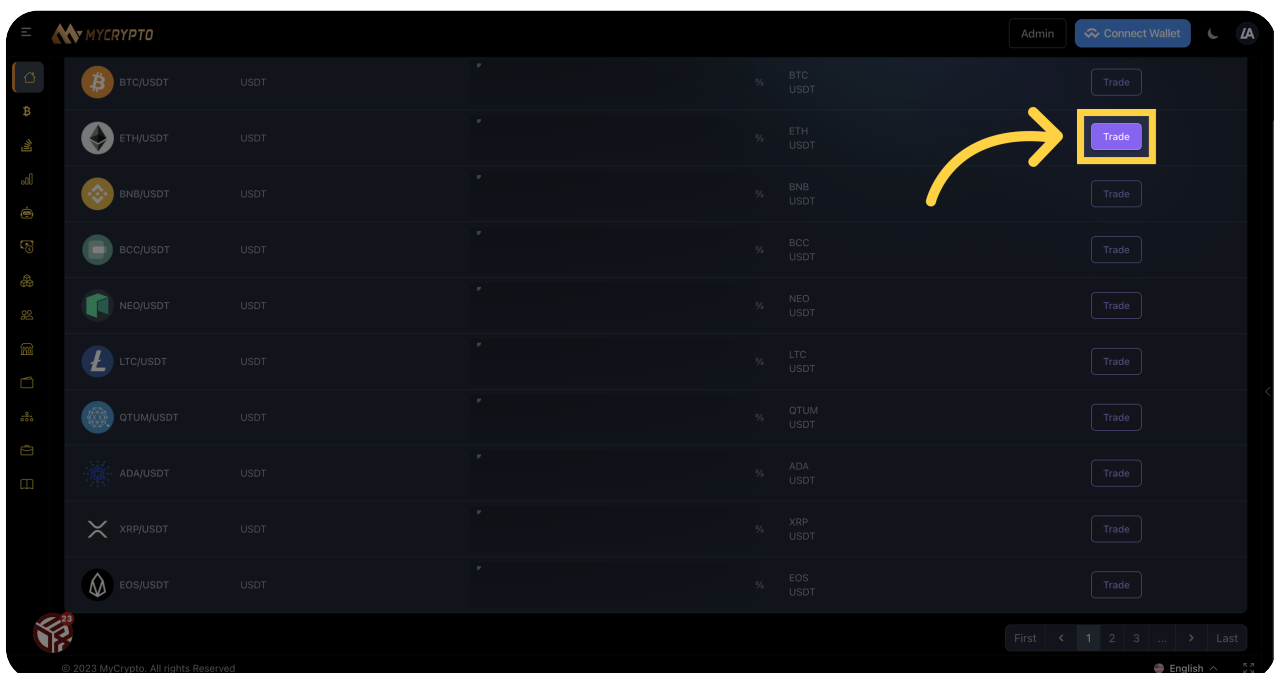 MYCRYPTO
Admin
Connect Wallet
BTC/USDT USDT % BTC Trade
USDT
ETH/USDT USDT % ETH Trade
USDT
BNB/USDT USDT % BNB Trade
USDT
BCC/USDT USDT % BCC Trade
USDT
NEO/USDT USDT % NEO Trade
USDT
LTC/USDT USDT % LTC Trade
USDT
QTUM/USDT USDT % QTUM Trade
USDT
ADA/USDT USDT % ADA Trade
USDT
XRP/USDT USDT % XRP Trade
USDT
EOS/USDT USDT % EOS Trade
USDT
23
First < 1 2 3 ... > Last
© 2023 MyCrypto. All rights Reserved
English